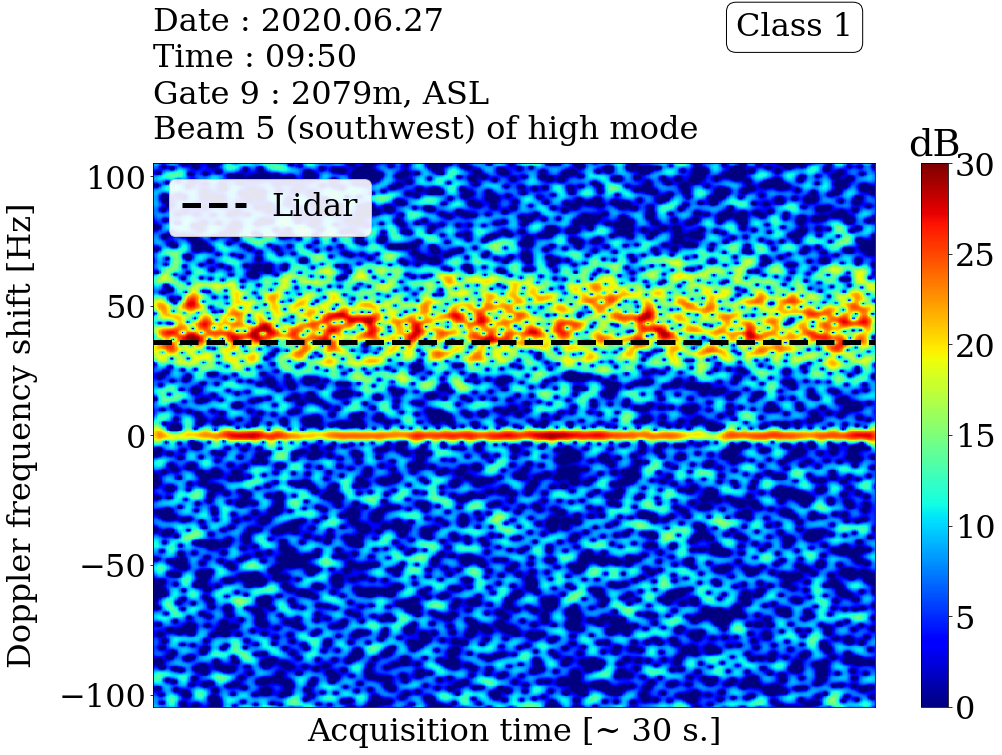 Date : 2020.06.27
Time : 09:50
Gate 9 : 2079m, ASL
Beam 5 (southwest) of high mode
Class 1
dB
Lidar
Doppler frequency shift [Hz]
100
50
0
−50
−100
Acquisition time [~ 30 s.]
30
25
20
15
10
5
0